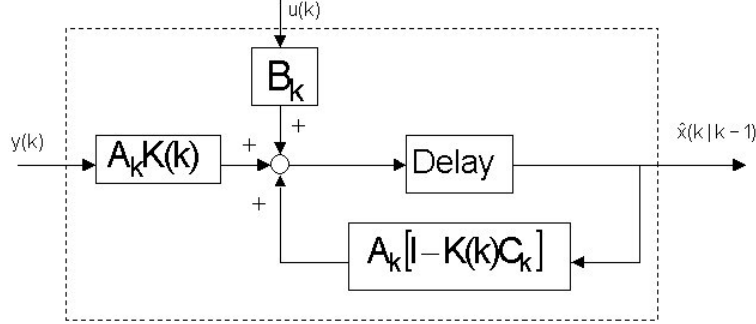 u(k)
B_k
y(k)
+
+
x̂(k | k − 1)
A_kK(k)
Delay
+
A_k[I − K(k)C_k]